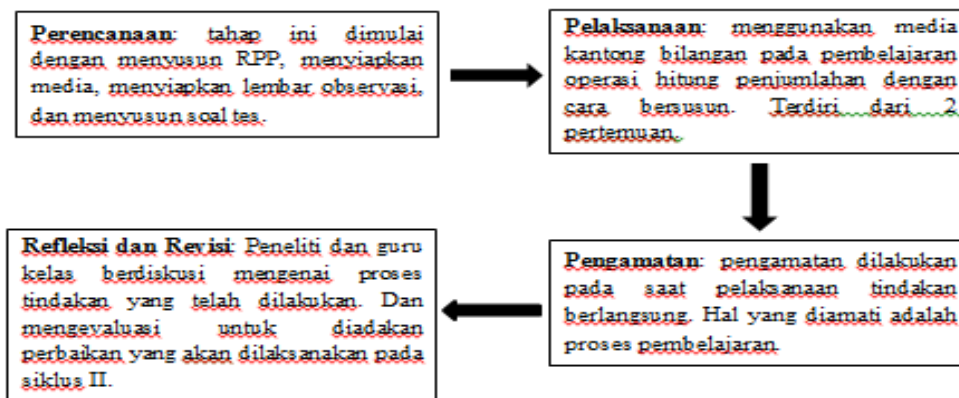 Perencanaan: tahap ini dimulai
dengan menyusun RPP, menyiapkan
media, menyiapkan lembar observasi,
dan menyusun soal tes.
Pelaksanaan: menggunakan media
kantong bilangan pada pembelajaran
operasi hitung penjumlahan dengan
cara bersusun. Terdiri dari 2
pertemuan.
Pengamatan: pengamatan dilakukan
pada saat pelaksanaan tindakan
berlangsung. Hal yang diamati adalah
proses pembelajaran.
Refleksi dan Revisi: Peneliti dan guru
kelas berdiskusi mengenai proses
tindakan yang telah dilakukan. Dan
mengevaluasi untuk diadakan
perbaikan yang akan dilaksanakan pada
siklus II.